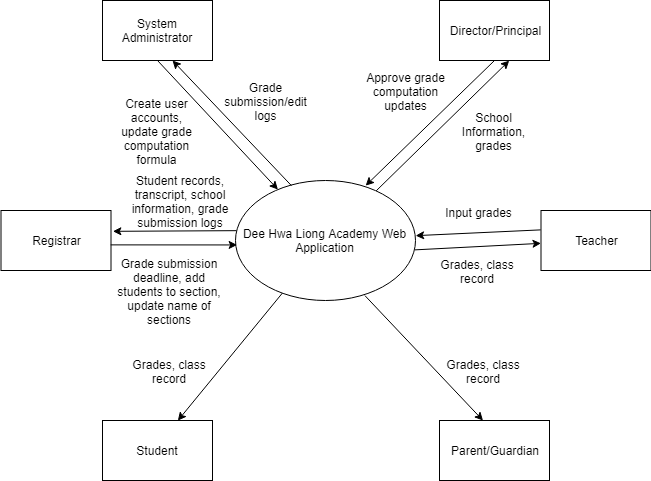 System
Administrator
Director/Principal
Grade
submission/edit
logs
Approve grade
computation
updates
Create user
accounts,
update grade
computation
formula
School
Information,
grades
Student records,
transcript, school
information, grade
submission logs
Input grades
Registrar
Dee Hwa Liong Academy Web
Application
Teacher
Grade submission
deadline, add
students to section,
update name of
sections
Grades, class
record
Grades, class
record
Grades, class
record
Student
Parent/Guardian